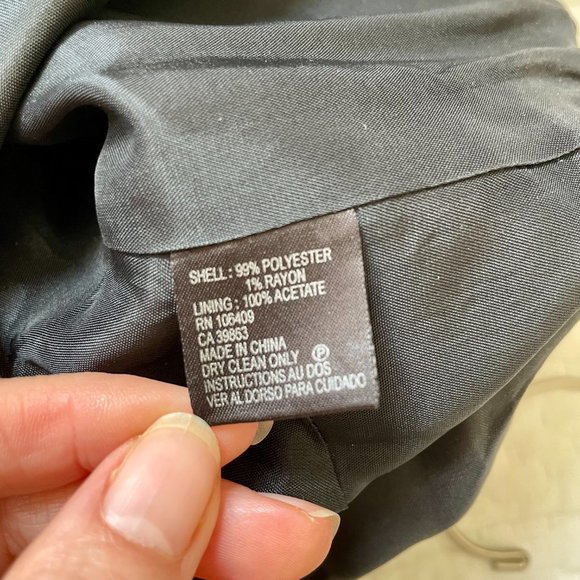 SHELL : 99% POLYESTER
1% RAYON
LINING : 100% ACETATE
RN 106409
CA 39853
MADE IN CHINA
DRY CLEAN ONLY Ⓟ
INSTRUCTIONS AU DOS
VER AL DORSO PARA CUIDADO